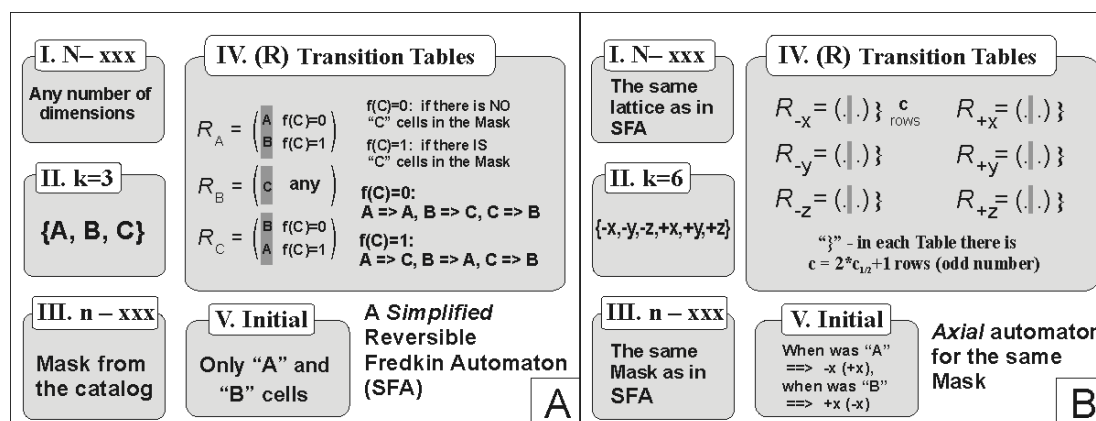 I. N– xxx
Any number of
dimensions
II. k=3
{A, B, C}
III. n – xxx
Mask from
the catalog
IV. (R) Transition Tables
R_A = ( A f(C)=0
B f(C)=1 )
R_B = ( C any )
R_C = ( B f(C)=0
A f(C)=1 )
f(C)=0: if there is NO
“C” cells in the Mask
f(C)=1: if there IS
“C” cells in the Mask
f(C)=0:
A => A, B => C, C => B
f(C)=1:
A => C, B => A, C => B
V. Initial
Only “A” and
“B” cells
A Simplified
Reversible
Fredkin Automaton
(SFA)
A
I. N– xxx
The same
lattice as in
SFA
II. k=6
{-x,-y,-z,+x,+y,+z}
III. n – xxx
The same
Mask as in
SFA
IV. (R) Transition Tables
R_-x = (.|.) } c rows R_+x = (.|.) }
R_-y = (.|.) } R_+y = (.|.) }
R_-z = (.|.) } R_+z = (.|.) }
“}” - in each Table there is
c = 2*c_1/2+1 rows (odd number)
V. Initial
When was “A”
==> -x (+x),
when was “B”
==> +x (-x)
Axial automaton
for the same
Mask
B